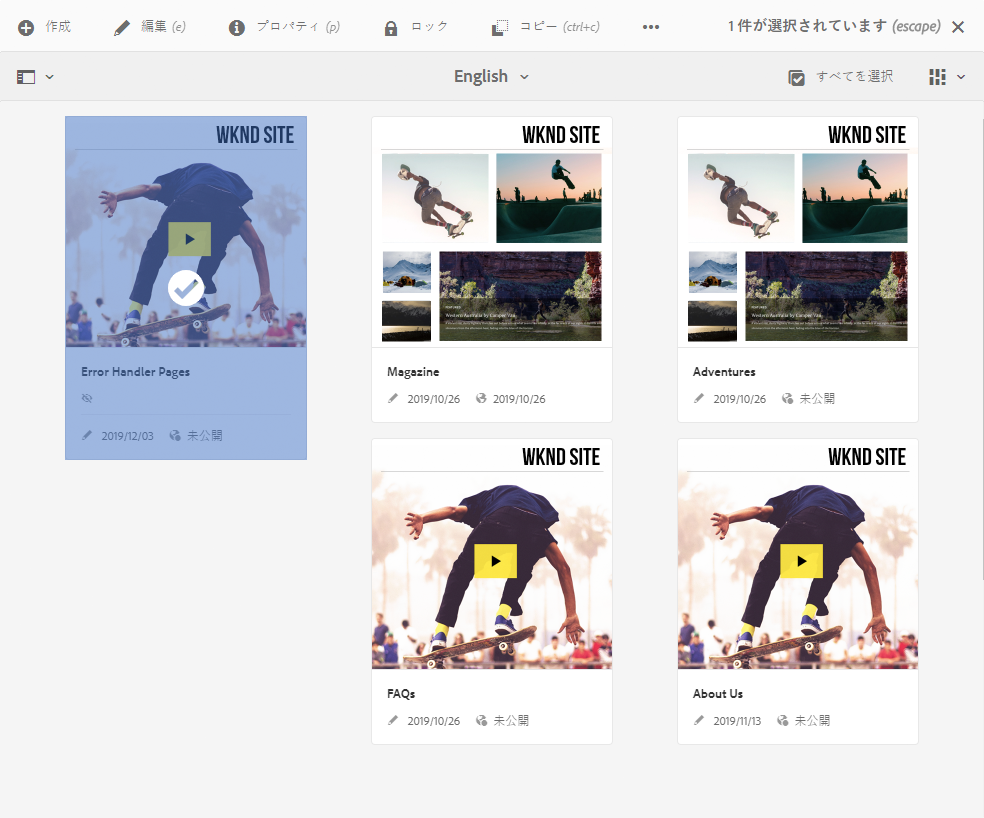 作成 編集 (e) プロパティ (p) ロック コピー (ctrl+c) 1 件が選択されています (escape)
English すべてを選択
WKND SITE
Error Handler Pages
2019/12/03 未公開
WKND SITE
FEATURED
Western Australia by Camper Van
Magazine
2019/10/26 2019/10/26
WKND SITE
FEATURED
Western Australia by Camper Van
Adventures
2019/10/26 未公開
WKND SITE
FAQs
2019/10/26 未公開
WKND SITE
About Us
2019/11/13 未公開